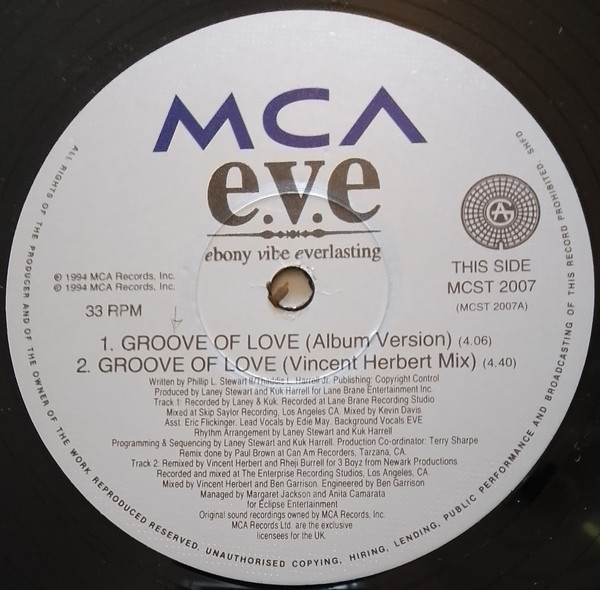 MCA
e.v.e
ebony vibe everlasting
℗ 1994 MCA Records, Inc.
© 1994 MCA Records, Inc.
33 RPM
THIS SIDE
MCST 2007
(MCST 2007A)
1. GROOVE OF LOVE (Album Version) (4.06)
2. GROOVE OF LOVE (Vincent Herbert Mix) (4.40)
Written by Phillip L. Stewart II/Thaddis L. Harrell Jr. Publishing: Copyright Control
Produced by Laney Stewart and Kuk Harrell for Lane Brane Entertainment Inc.
Track 1: Recorded by Laney & Kuk. Recorded at Lane Brane Recording Studio
Mixed at Skip Saylor Recording, Los Angeles CA. Mixed by Kevin Davis
Asst. Eric Flickinger. Lead Vocals by Edie May. Background Vocals EVE
Rhythm Arrangement by Laney Stewart and Kuk Harrell
Programming & Sequencing by Laney Stewart and Kuk Harrell. Production Co-ordinator: Terry Sharpe
Remix done by Paul Brown at Can Am Recorders, Tarzana, CA.
Track 2: Remixed by Vincent Herbert and Rheji Burrell for 3 Boyz from Newark Productions.
Recorded and mixed at The Enterprise Recording Studios, Los Angeles, CA.
Mixed by Vincent Herbert and Ben Garrison. Engineered by Ben Garrison
Managed by Margaret Jackson and Anita Camarata
for Eclipse Entertainment
Original sound recordings owned by MCA Records, Inc.
MCA Records Ltd. are the exclusive
licensees for the UK.
ALL RIGHTS OF THE PRODUCER AND OF THE OWNER OF THE WORK REPRODUCED RESERVED. UNAUTHORISED COPYING, HIRING, LENDING, PUBLIC PERFORMANCE AND BROADCASTING OF THIS RECORD PROHIBITED. SHFD